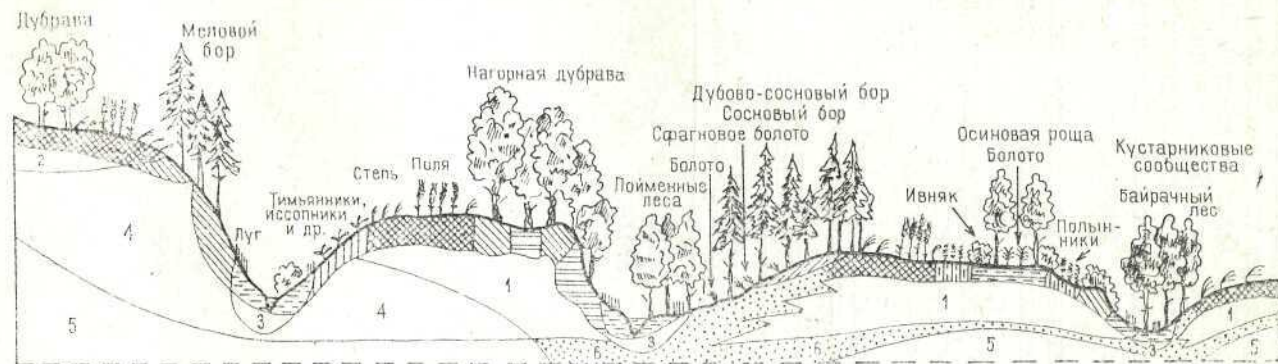 Дубрава
Меловой
бор
Тимьянники,
иссопники
и др.
Луг
Степь
Поля
Нагорная дубрава
Пойменные
леса
Болото
Сфагновое болото
Дубово-сосновый бор
Сосновый бор
Ивняк
Осиновая роща
Болото
Полын-
ники
Кустарниковые
сообщества
Байрачный
лес
2
4
5
3
4
1
6
3
6
1
5
3
1
5